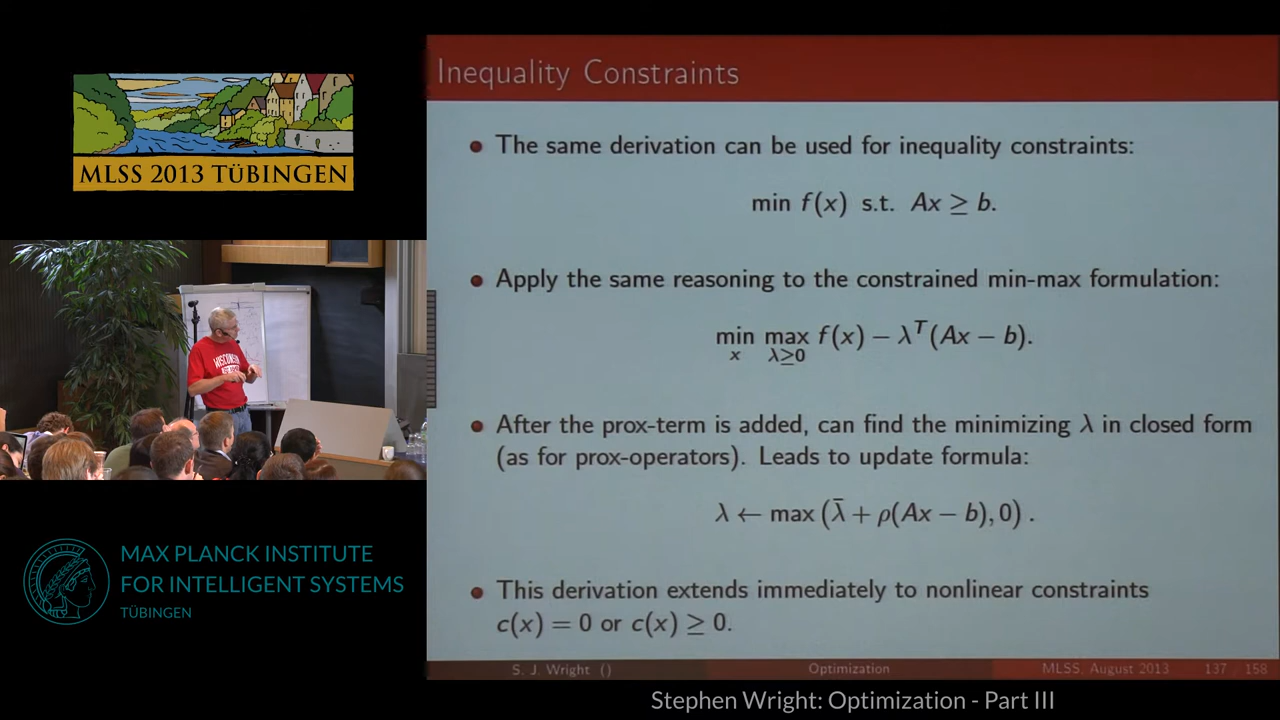 MLSS 2013 TÜBINGEN
WISCONSIN
MAX PLANCK INSTITUTE
FOR INTELLIGENT SYSTEMS
TÜBINGEN
Inequality Constraints
The same derivation can be used for inequality constraints:
min f(x) s.t. Ax ≥ b.
Apply the same reasoning to the constrained min-max formulation:
min_x max_{λ≥0} f(x) − λ^T(Ax − b).
After the prox-term is added, can find the minimizing λ in closed form
(as for prox-operators). Leads to update formula:
λ ← max (λ̄ + ρ(Ax − b), 0) .
This derivation extends immediately to nonlinear constraints
c(x) = 0 or c(x) ≥ 0.
S. J. Wright () Optimization MLSS, August 2013 137 / 158
Stephen Wright: Optimization - Part III